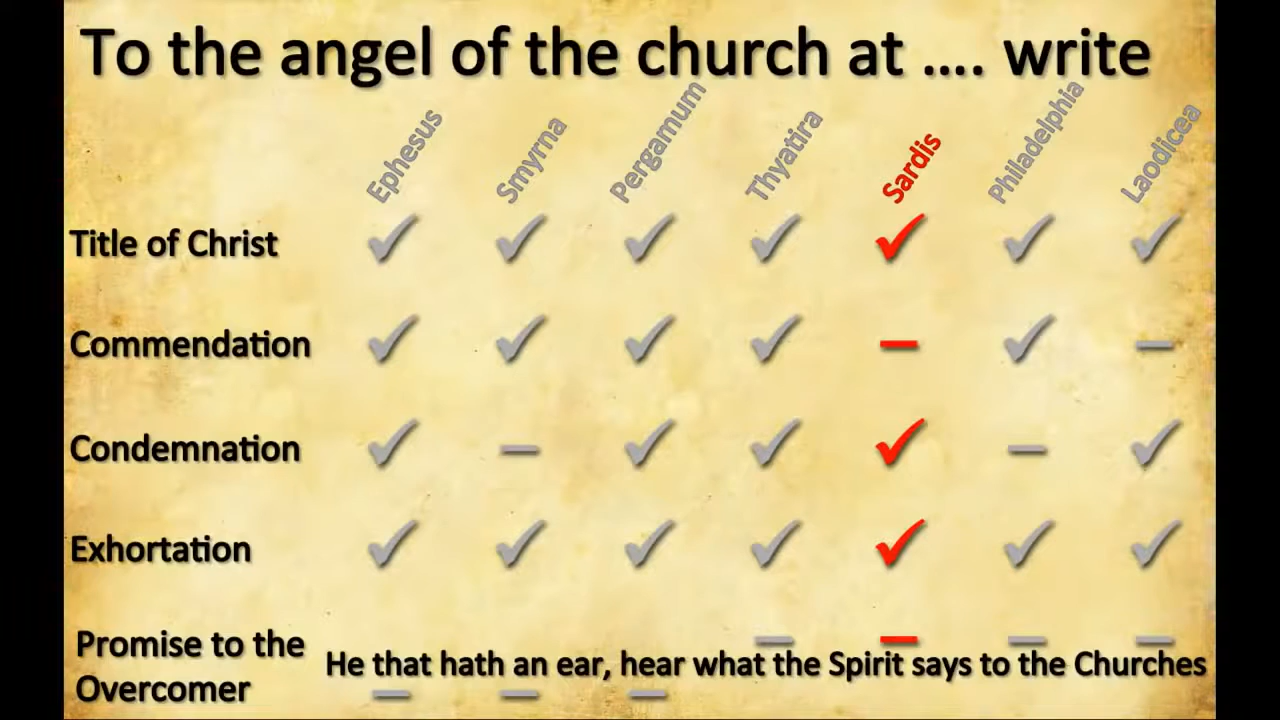 To the angel of the church at .... write
Ephesus
Smyrna
Pergamum
Thyatira
Sardis
Philadelphia
Laodicea
Title of Christ
Commendation
Condemnation
Exhortation
Promise to the
Overcomer
He that hath an ear, hear what the Spirit says to the Churches